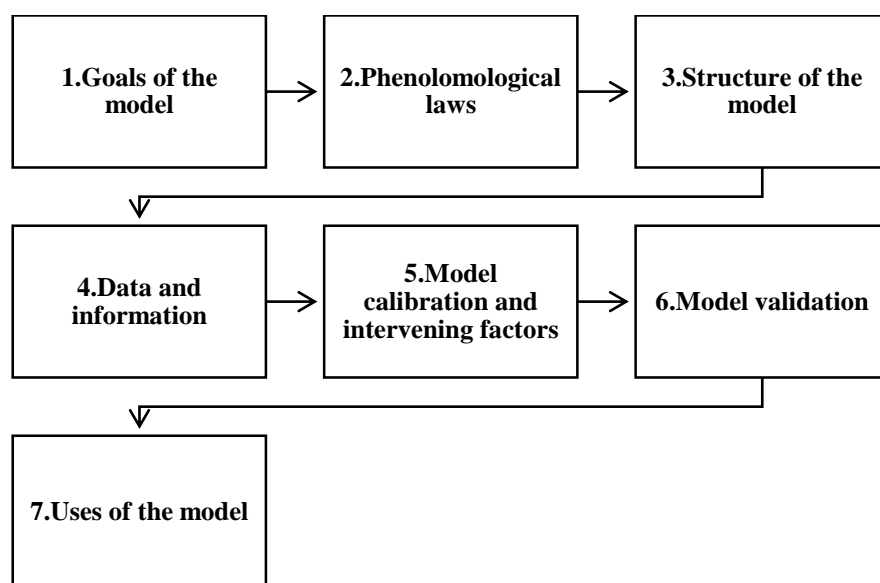 1.Goals of the
model
2.Phenolomological
laws
3.Structure of the
model
4.Data and
information
5.Model
calibration and
intervening factors
6.Model validation
7.Uses of the model